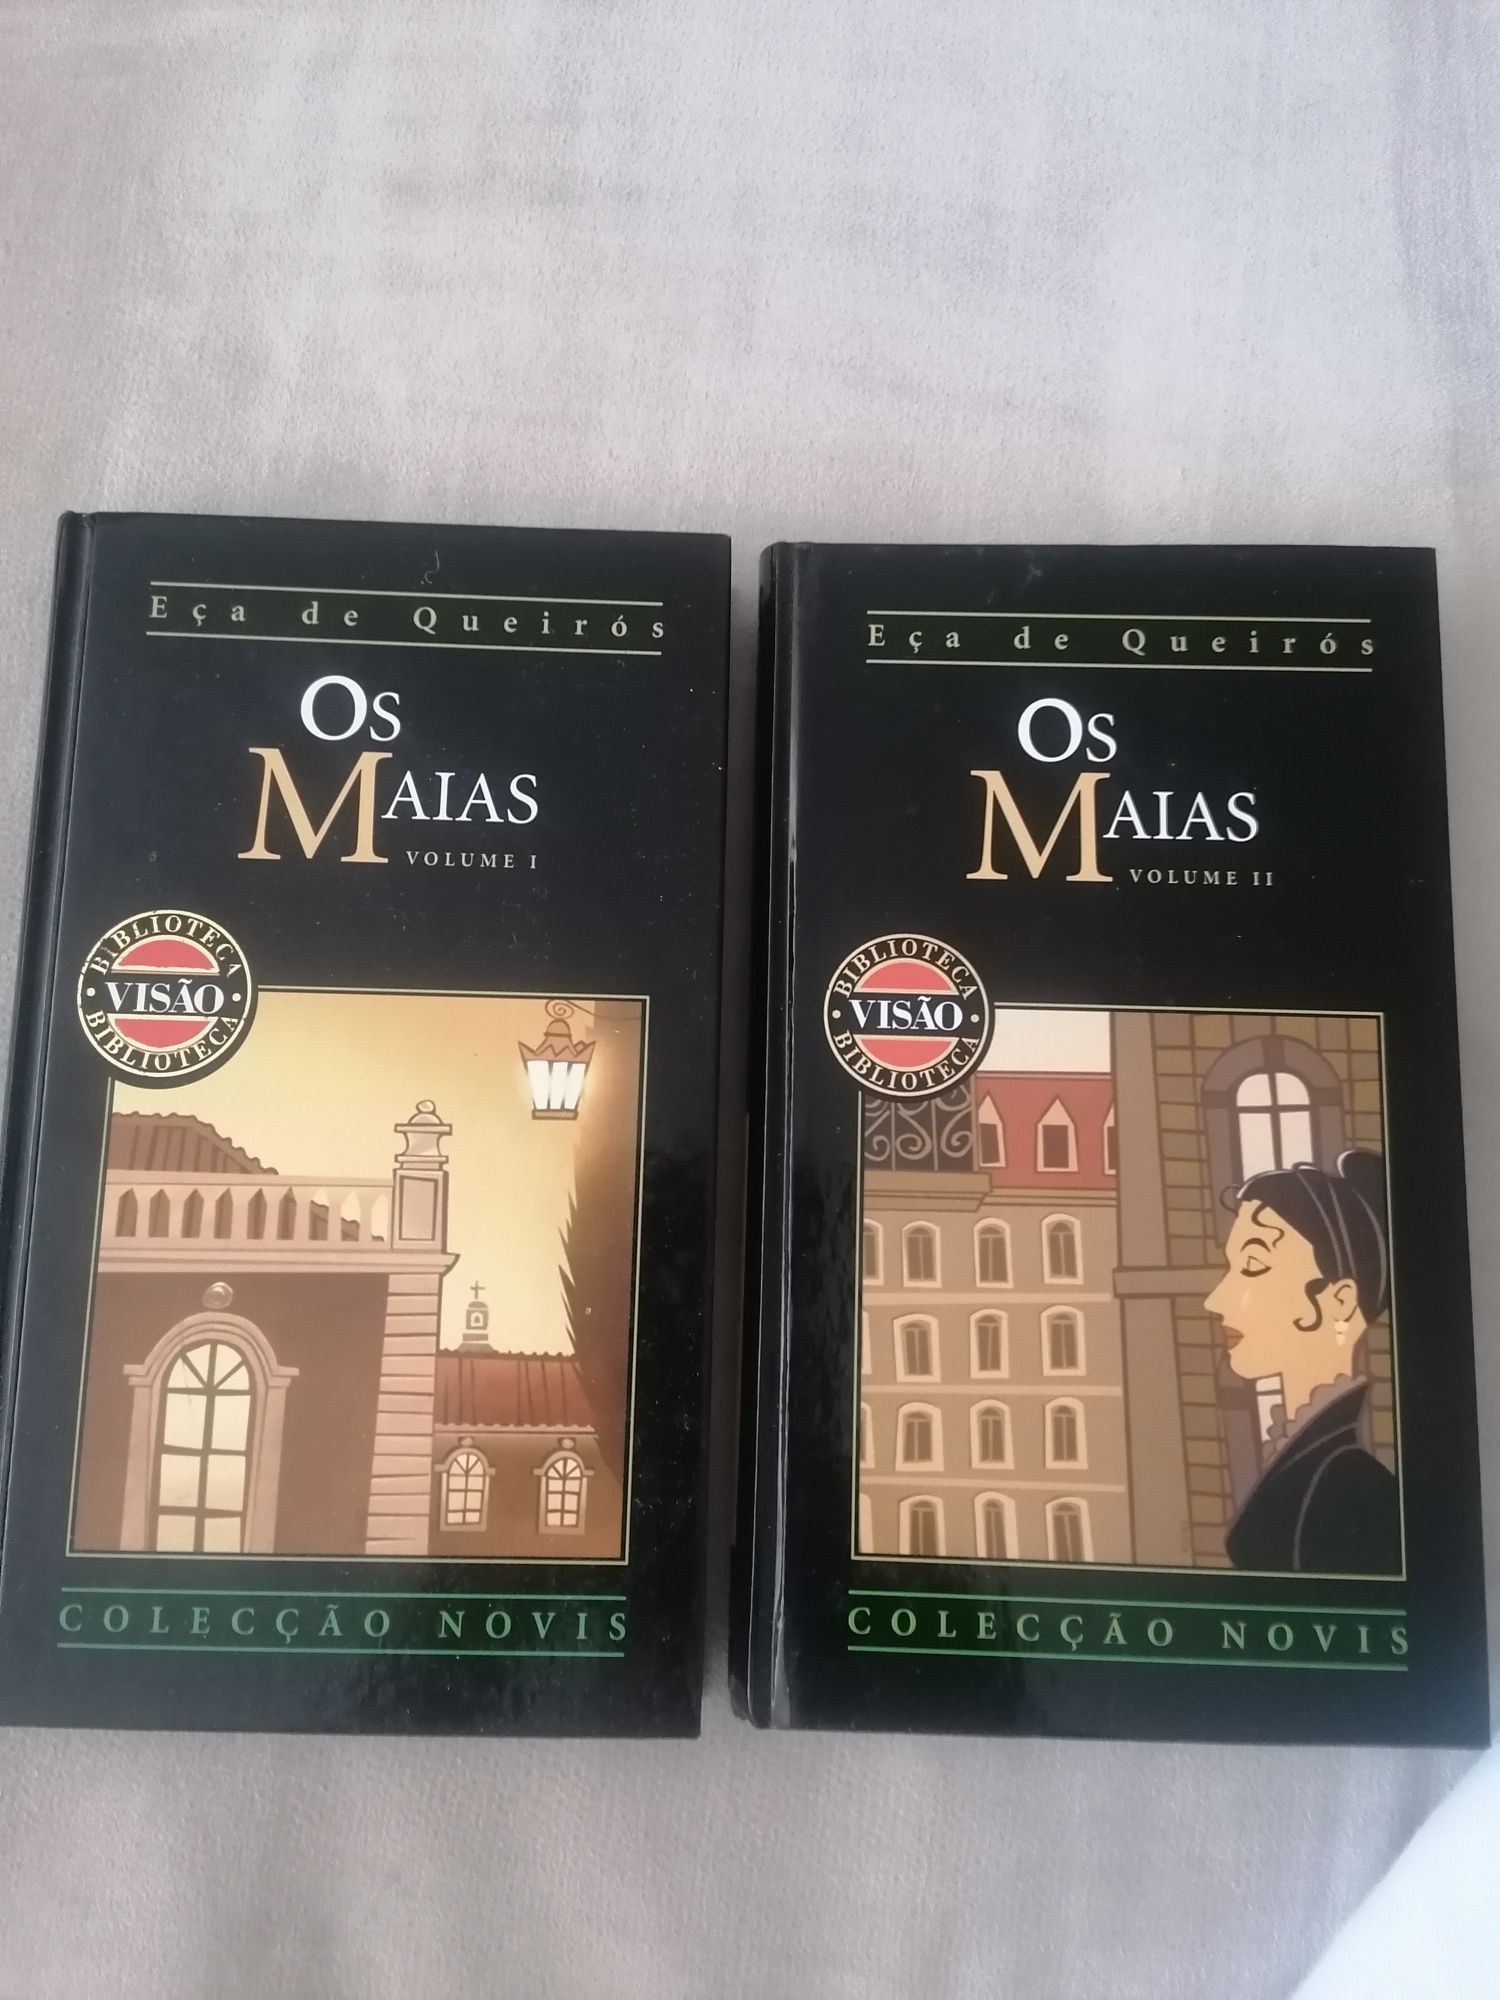 Eça de Queirós
OS
MAIAS
VOLUME I
BIBLIOTECA
VISÃO
BIBLIOTECA
COLECÇÃO NOVIS
Eça de Queirós
OS
MAIAS
VOLUME II
BIBLIOTECA
VISÃO
BIBLIOTECA
COLECÇÃO NOVIS